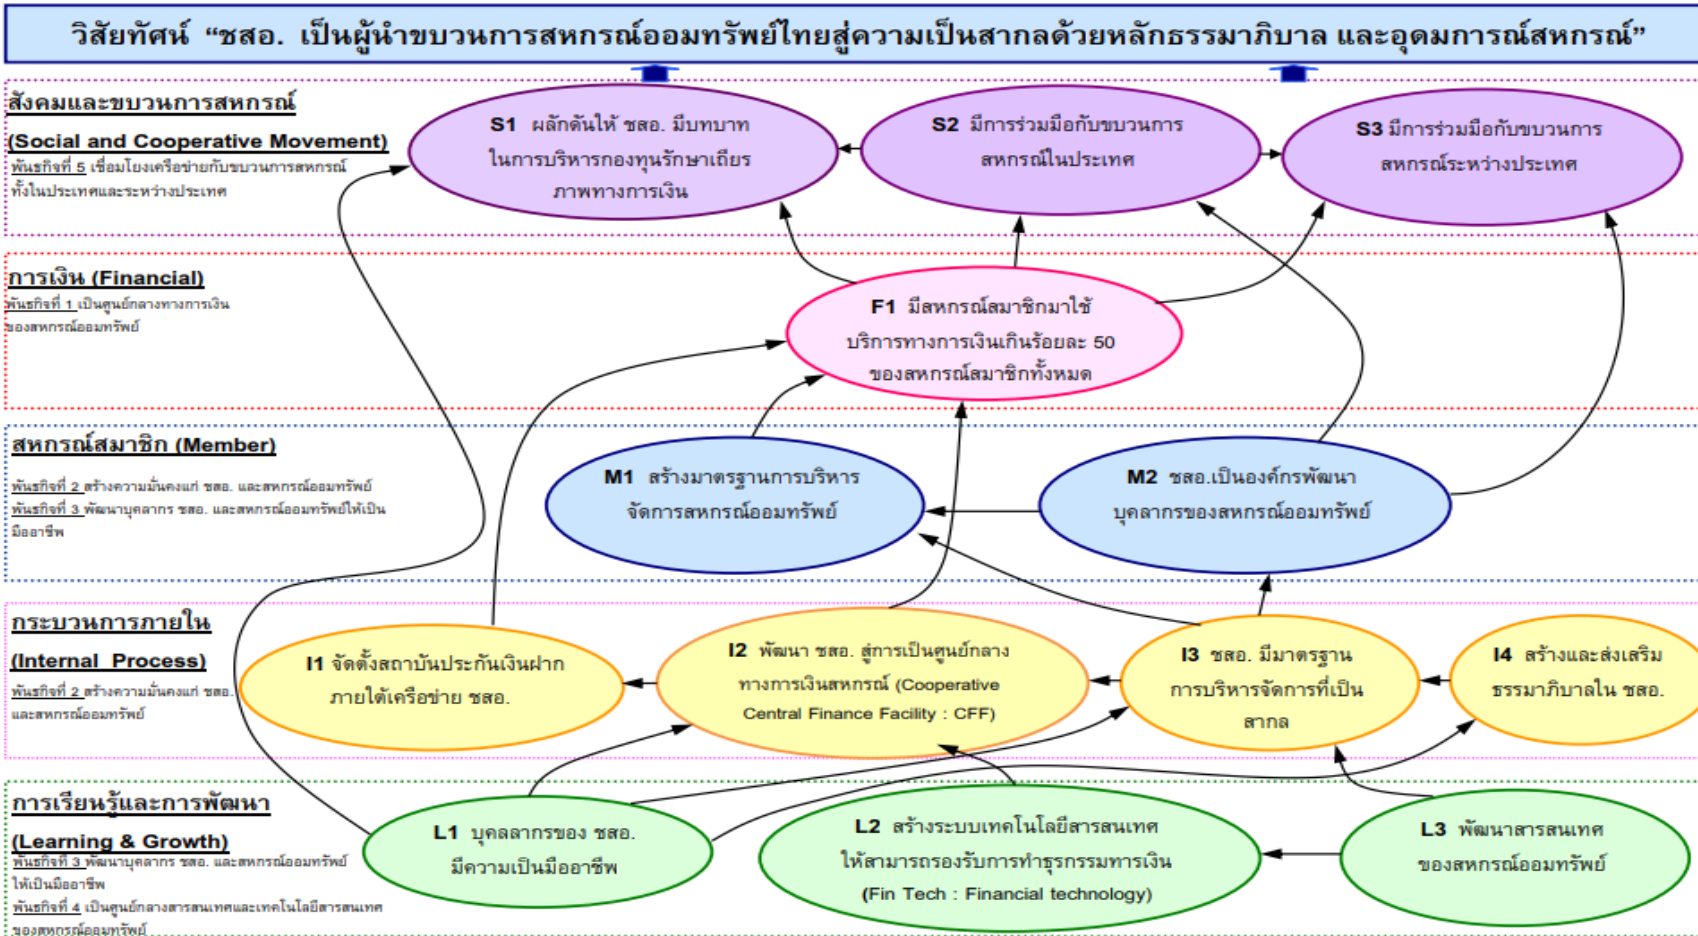 วิสัยทัศน์ “ชสอ. เป็นผู้นำขบวนการสหกรณ์ออมทรัพย์ไทยสู่ความเป็นสากลด้วยหลักธรรมาภิบาล และอุดมการณ์สหกรณ์”
สังคมและขบวนการสหกรณ์
(Social and Cooperative Movement)
พันธกิจที่ 5 เชื่อมโยงเครือข่ายกับขบวนการสหกรณ์
ทั้งในประเทศและระหว่างประเทศ
S1 ผลักดันให้ ชสอ. มีบทบาท
ในการบริหารกองทุนรักษาเถียร
ภาพทางการเงิน
S2 มีการร่วมมือกับขบวนการ
สหกรณ์ในประเทศ
S3 มีการร่วมมือกับขบวนการ
สหกรณ์ระหว่างประเทศ
การเงิน (Financial)
พันธกิจที่ 1 เป็นศูนย์กลางทางการเงิน
ของสหกรณ์ออมทรัพย์
F1 มีสหกรณ์สมาชิกมาใช้
บริการทางการเงินเกินร้อยละ 50
ของสหกรณ์สมาชิกทั้งหมด
สหกรณ์สมาชิก (Member)
พันธกิจที่ 2 สร้างความมั่นคงแก่ ชสอ. และสหกรณ์ออมทรัพย์
พันธกิจที่ 3 พัฒนาบุคลากร ชสอ. และสหกรณ์ออมทรัพย์ให้เป็น
มืออาชีพ
M1 สร้างมาตรฐานการบริหาร
จัดการสหกรณ์ออมทรัพย์
M2 ชสอ.เป็นองค์กรพัฒนา
บุคลากรของสหกรณ์ออมทรัพย์
กระบวนการภายใน
(Internal Process)
พันธกิจที่ 2 สร้างความมั่นคงแก่ ชสอ.
และสหกรณ์ออมทรัพย์
I1 จัดตั้งสถาบันประกันเงินฝาก
ภายใต้เครือข่าย ชสอ.
I2 พัฒนา ชสอ. สู่การเป็นศูนย์กลาง
ทางการเงินสหกรณ์ (Cooperative
Central Finance Facility : CFF)
I3 ชสอ. มีมาตรฐาน
การบริหารจัดการที่เป็น
สากล
I4 สร้างและส่งเสริม
ธรรมาภิบาลใน ชสอ.
การเรียนรู้และการพัฒนา
(Learning & Growth)
พันธกิจที่ 3 พัฒนาบุคลากร ชสอ. และสหกรณ์ออมทรัพย์
ให้เป็นมืออาชีพ
พันธกิจที่ 4 เป็นศูนย์กลางสารสนเทศและเทคโนโลยีสารสนเทศ
ของสหกรณ์ออมทรัพย์
L1 บุคลลากรของ ชสอ.
มีความเป็นมืออาชีพ
L2 สร้างระบบเทคโนโลยีสารสนเทศ
ให้สามารถรองรับการทำธุรกรรมทารเงิน
(Fin Tech : Financial technology)
L3 พัฒนาสารสนเทศ
ของสหกรณ์ออมทรัพย์